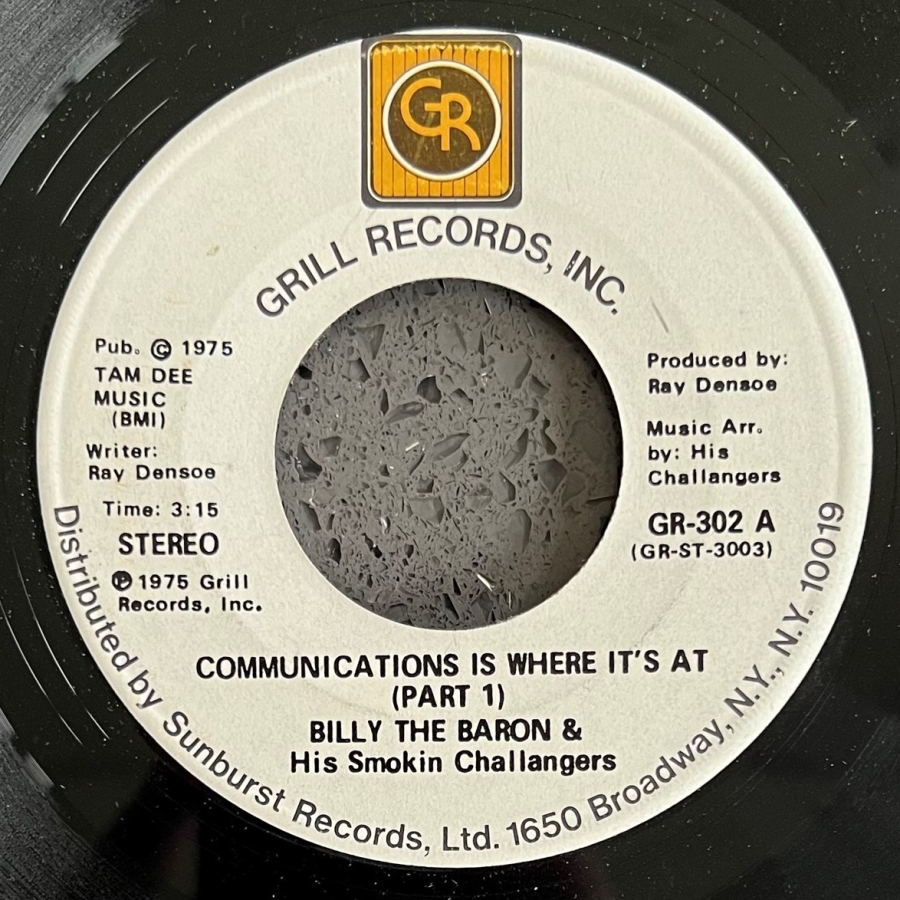 GR
GRILL RECORDS, INC.
Pub. © 1975
TAM DEE
MUSIC
(BMI)
Writer:
Ray Densoe
Time: 3:15
STEREO
℗ 1975 Grill
Records, Inc.
Produced by:
Ray Densoe
Music Arr.
by: His
Challangers
GR-302 A
(GR-ST-3003)
COMMUNICATIONS IS WHERE IT'S AT
(PART 1)
BILLY THE BARON &
His Smokin Challangers
Distributed by Sunburst Records, Ltd. 1650 Broadway, N.Y., N.Y. 10019